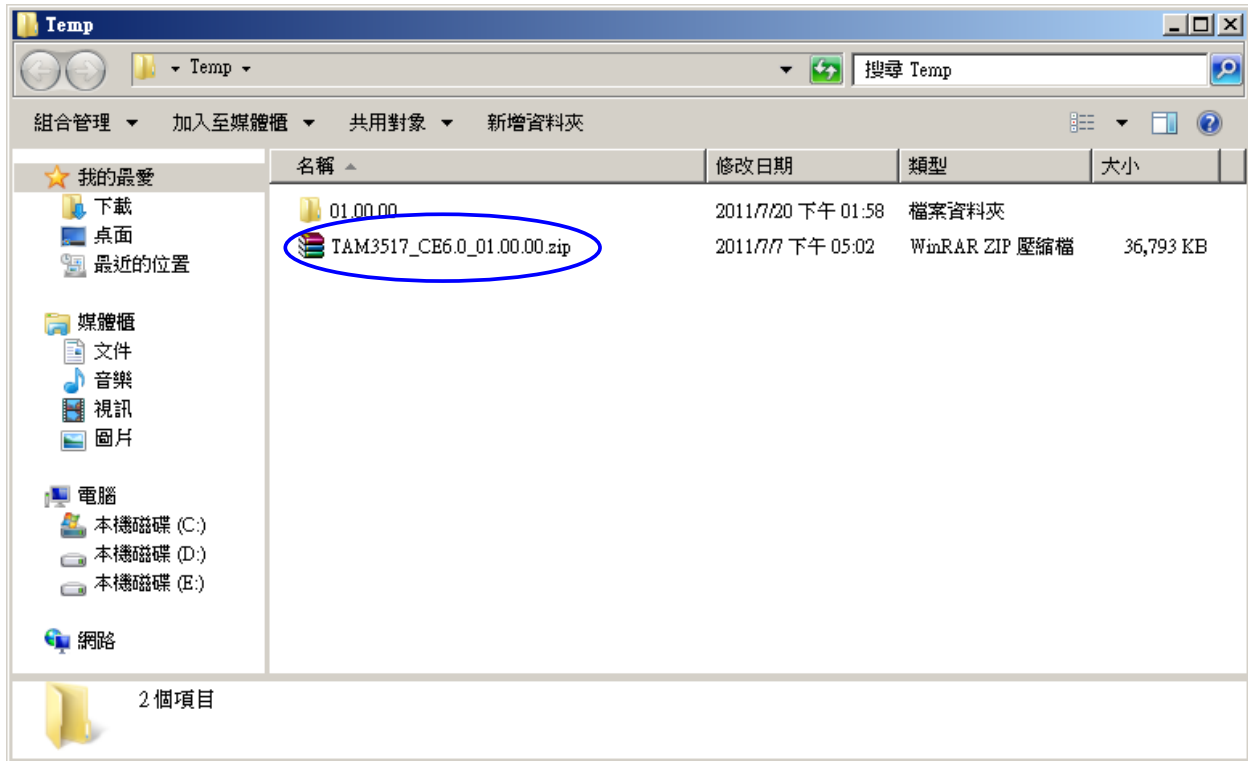 Temp
Temp
搜尋 Temp
組合管理 加入至媒體櫃 共用對象 新增資料夾
名稱 修改日期 類型 大小
01.00.00 2011/7/20 下午 01:58 檔案資料夾
TAM3517_CE6.0_01.00.00.zip 2011/7/7 下午 05:02 WinRAR ZIP 壓縮檔 36,793 KB
我的最愛
下載
桌面
最近的位置
媒體櫃
文件
音樂
視訊
圖片
電腦
本機磁碟 (C:)
本機磁碟 (D:)
本機磁碟 (E:)
網路
2 個項目